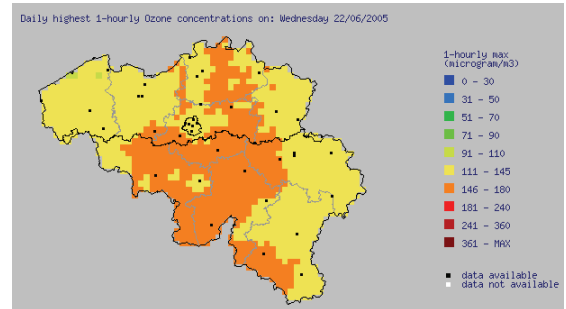 Daily highest 1-hourly Ozone concentrations on: Wednesday 22/06/2005
1-hourly max
(microgram/m3)
0 - 30
31 - 50
51 - 70
71 - 90
91 - 110
111 - 145
146 - 180
181 - 240
241 - 360
361 - MAX
data available
data not available